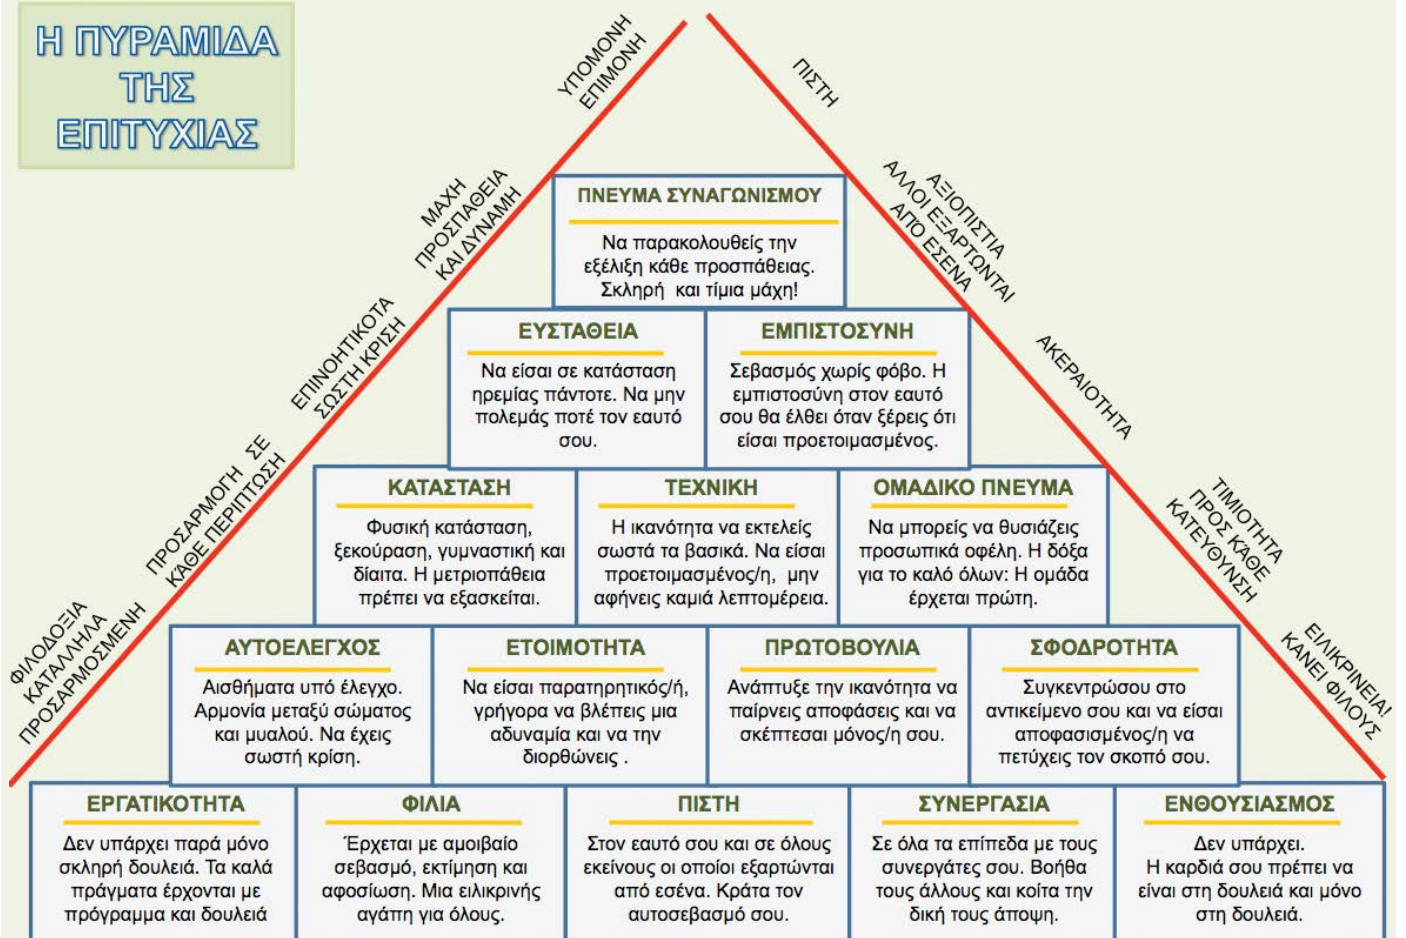 Η ΠΥΡΑΜΙΔΑ
ΤΗΣ
ΕΠΙΤΥΧΙΑΣ
ΥΠΟΜΟΝΗ
ΕΠΙΜΟΝΗ
ΠΙΣΤΗ
ΜΑΧΗ
ΠΡΟΣΠΑΘΕΙΑ
ΚΑΙ ΔΥΝΑΜΗ
ΑΞΙΟΠΙΣΤΙΑ
ΑΛΛΟΙ ΕΞΑΡΤΩΝΤΑΙ
ΑΠΌ ΕΣΕΝΑ
ΕΠΙΝΟΗΤΙΚΟΤΑ
ΣΩΣΤΗ ΚΡΙΣΗ
ΑΚΕΡΑΙΟΤΗΤΑ
ΠΡΟΣΑΡΜΟΓΗ ΣΕ
ΚΆΘΕ ΠΕΡΙΠΤΩΣΗ
ΤΙΜΙΟΤΗΤΑ
ΠΡΟΣ ΚΆΘΕ
ΚΑΤΕΥΘΥΝΣΗ
ΦΙΛΟΔΟΞΙΑ
ΚΑΤΑΛΛΗΛΑ
ΠΡΟΣΑΡΜΟΣΜΕΝΗ
ΕΙΛΙΚΡΙΝΕΙΑ!
ΚΑΝΕΙ ΦΙΛΟΥΣ
ΠΝΕΥΜΑ ΣΥΝΑΓΩΝΙΣΜΟΥ
Να παρακολουθείς την
εξέλιξη κάθε προσπάθειας.
Σκληρή και τίμια μάχη!
ΕΥΣΤΑΘΕΙΑ
Να είσαι σε κατάσταση
ηρεμίας πάντοτε. Να μην
πολεμάς ποτέ τον εαυτό
σου.
ΕΜΠΙΣΤΟΣΥΝΗ
Σεβασμός χωρίς φόβο. Η
εμπιστοσύνη στον εαυτό
σου θα έλθει όταν ξέρεις ότι
είσαι προετοιμασμένος.
ΚΑΤΑΣΤΑΣΗ
Φυσική κατάσταση,
ξεκούραση, γυμναστική και
δίαιτα. Η μετριοπάθεια
πρέπει να εξασκείται.
ΤΕΧΝΙΚΗ
Η ικανότητα να εκτελείς
σωστά τα βασικά. Να είσαι
προετοιμασμένος/η, μην
αφήνεις καμιά λεπτομέρεια.
ΟΜΑΔΙΚΟ ΠΝΕΥΜΑ
Να μπορείς να θυσιάζεις
προσωπικά οφέλη. Η δόξα
για το καλό όλων: Η ομάδα
έρχεται πρώτη.
ΑΥΤΟΕΛΕΓΧΟΣ
Αισθήματα υπό έλεγχο.
Αρμονία μεταξύ σώματος
και μυαλού. Να έχεις
σωστή κρίση.
ΕΤΟΙΜΟΤΗΤΑ
Να είσαι παρατηρητικός/ή,
γρήγορα να βλέπεις μια
αδυναμία και να την
διορθώνεις .
ΠΡΩΤΟΒΟΥΛΙΑ
Ανάπτυξε την ικανότητα να
παίρνεις αποφάσεις και να
σκέπτεσαι μόνος/η σου.
ΣΦΟΔΡΟΤΗΤΑ
Συγκεντρώσου στο
αντικείμενο σου και να είσαι
αποφασισμένος/η να
πετύχεις τον σκοπό σου.
ΕΡΓΑΤΙΚΟΤΗΤΑ
Δεν υπάρχει παρά μόνο
σκληρή δουλειά. Τα καλά
πράγματα έρχονται με
πρόγραμμα και δουλειά
ΦΙΛΙΑ
Έρχεται με αμοιβαίο
σεβασμό, εκτίμηση και
αφοσίωση. Μια ειλικρινής
αγάπη για όλους.
ΠΙΣΤΗ
Στον εαυτό σου και σε όλους
εκείνους οι οποίοι εξαρτώνται
από εσένα. Κράτα τον
αυτοσεβασμό σου.
ΣΥΝΕΡΓΑΣΙΑ
Σε όλα τα επίπεδα με τους
συνεργάτες σου. Βοήθα
τους άλλους και κοίτα την
δική τους άποψη.
ΕΝΘΟΥΣΙΑΣΜΟΣ
Δεν υπάρχει.
Η καρδιά σου πρέπει να
είναι στη δουλειά και μόνο
στη δουλειά.